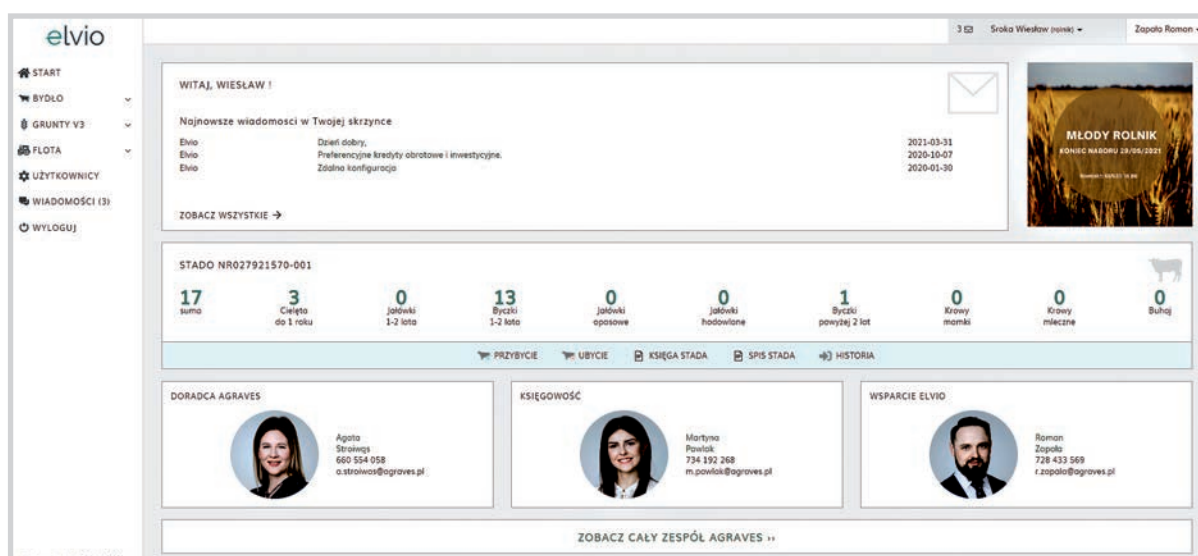 elvio
3 Sroka Wiesław (rolnik) Zapała Roman
START
BYDŁO
GRUNTY V3
FLOTA
UŻYTKOWNICY
WIADOMOŚCI (3)
WYLOGUJ
WITAJ, WIESŁAW !
Najnowsze wiadomosci w Twojej skrzynce
Elvio Dzień dobry, 2021-03-31
Elvio Preferencyjne kredyty obrotowe i inwestycyjne. 2020-10-07
Elvio Zdalna konfiguracja 2020-01-30
ZOBACZ WSZYSTKIE →
MŁODY ROLNIK
KONIEC NABORU 29/05/2021
STADO NR027921570-001
17 3 0 13 0 0 1 0 0 0
suma Cielęta Jałówki Byczki Jałówki Jałówki Byczki Krowy Krowy Buhaj
do 1 roku 1-2 lata 1-2 lata opasowe hodowlane powyżej 2 lat mamki mleczne
PRZYBYCIE UBYCIE KSIĘGA STADA SPIS STADA HISTORIA
DORADCA AGRAVES
Agata
Stroiwąs
660 554 058
a.stroiwas@agraves.pl
KSIĘGOWOŚĆ
Martyna
Pawlak
734 192 268
m.pawlak@agraves.pl
WSPARCIE ELVIO
Roman
Zapała
728 433 569
r.zapala@agraves.pl
ZOBACZ CAŁY ZESPÓŁ AGRAVES ››